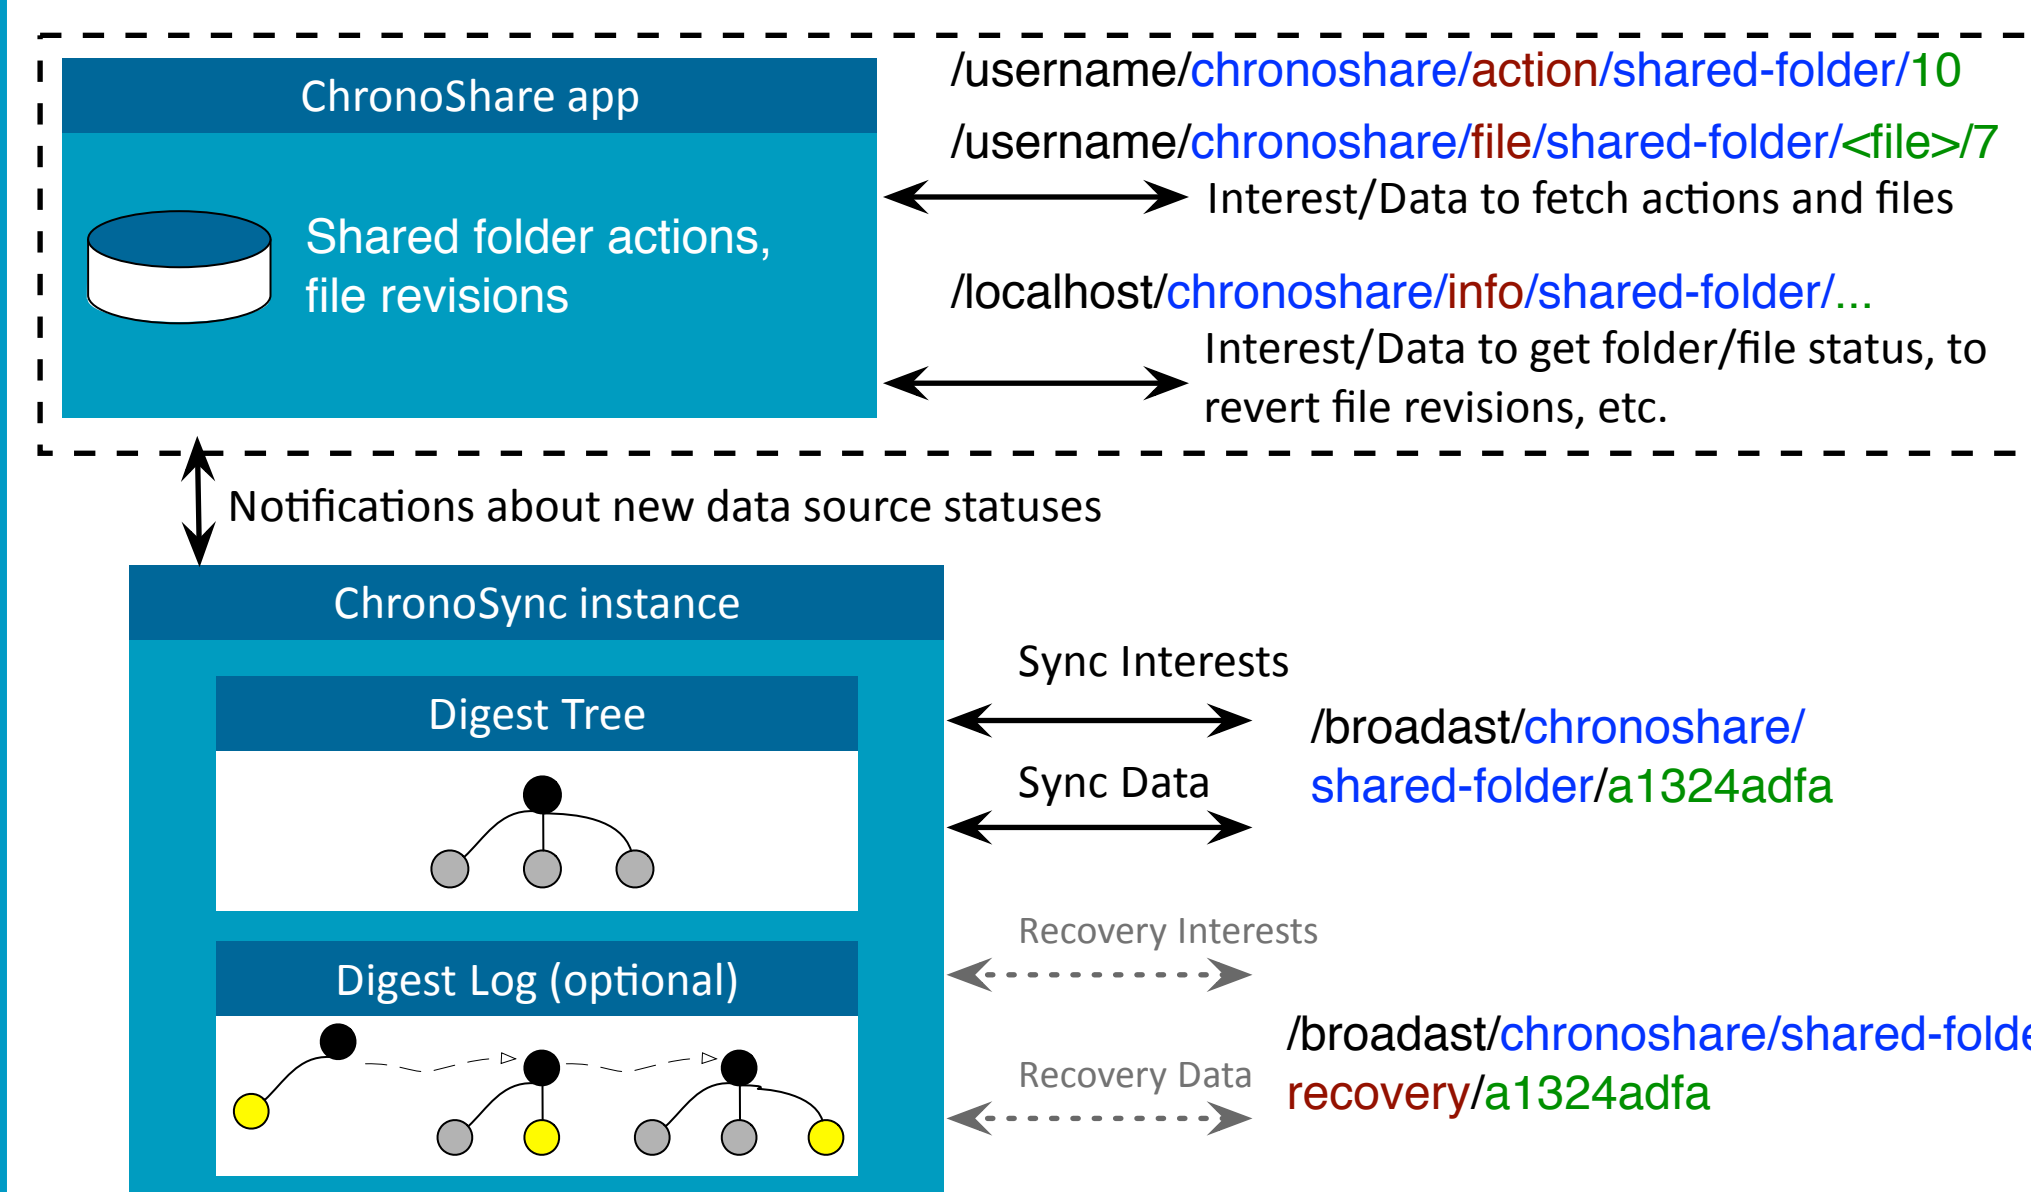 ChronoShare app
Shared folder actions,
file revisions
/username/chronoshare/action/shared-folder/10
/username/chronoshare/file/shared-folder/<file>/7
Interest/Data to fetch actions and files
/localhost/chronoshare/info/shared-folder/...
Interest/Data to get folder/file status, to
revert file revisions, etc.
Notifications about new data source statuses
ChronoSync instance
Digest Tree
Sync Interests
Sync Data
/broadast/chronoshare/
shared-folder/a1324adfa
Digest Log (optional)
Recovery Interests
Recovery Data
/broadast/chronoshare/shared-folde
recovery/a1324adfa